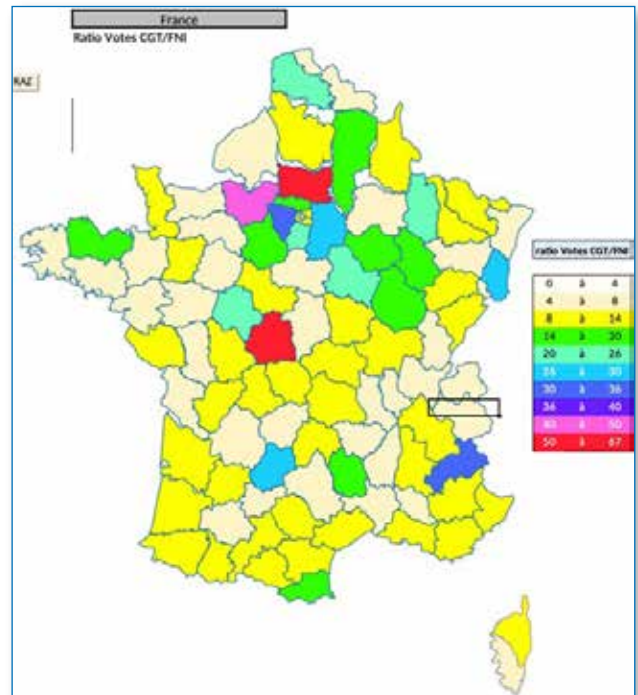 France
Ratio Votes CGT/FNI
RAZ
ratio Votes CGT/FNI
0 à 4
4 à 8
8 à 14
14 à 20
20 à 26
26 à 30
30 à 36
36 à 40
40 à 50
50 à 67